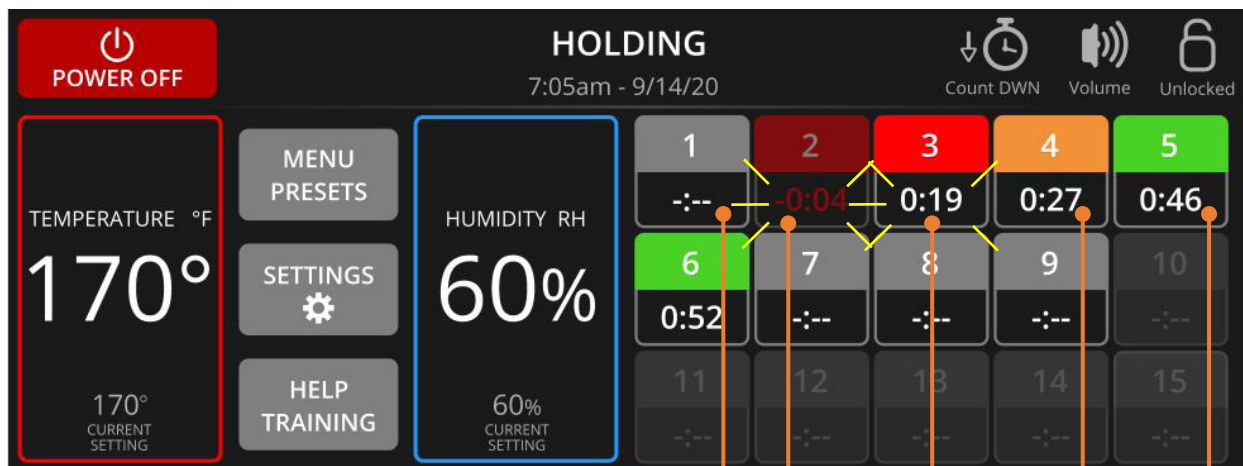 POWER OFF
HOLDING
7:05am - 9/14/20
Count DWN
Volume
Unlocked
TEMPERATURE °F
170°
170°
CURRENT
SETTING
MENU
PRESETS
SETTINGS
HELP
TRAINING
HUMIDITY RH
60%
60%
CURRENT
SETTING
1 2 3 4 5
-:-- -0:04 0:19 0:27 0:46
6 7 8 9 10
0:52 -:-- -:-- -:-- -:--
11 12 13 14 15
-:-- -:-- -:-- -:-- -:--